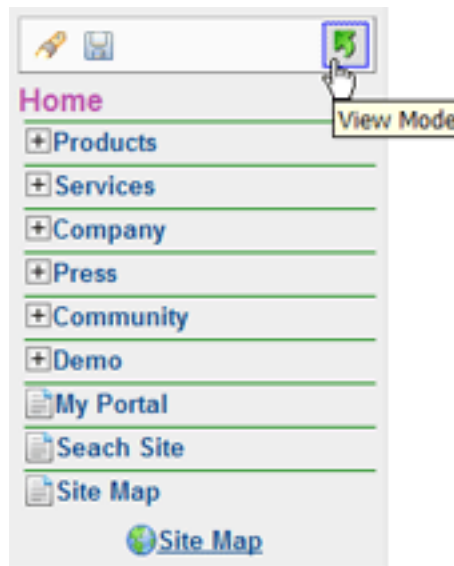 Home
View Mode
Products
Services
Company
Press
Community
Demo
My Portal
Seach Site
Site Map
Site Map